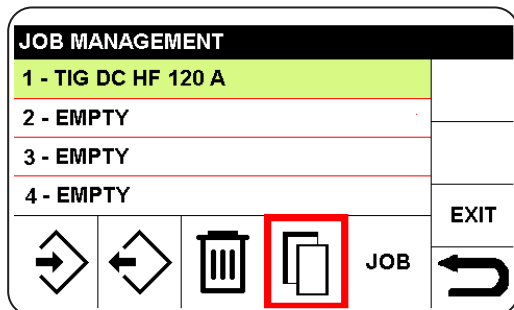 JOB MANAGEMENT
1 - TIG DC HF 120 A
2 - EMPTY
3 - EMPTY
4 - EMPTY
EXIT
JOB